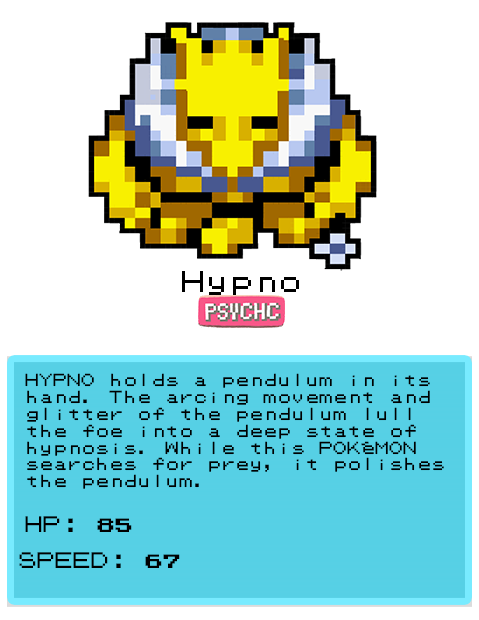 Hypno
PSYCHC
HYPNO holds a pendulum in its
hand. The arcing movement and
glitter of the pendulum lull
the foe into a deep state of
hypnosis. While this POKéMON
searches for prey, it polishes
the pendulum.
HP: 85
SPEED: 67